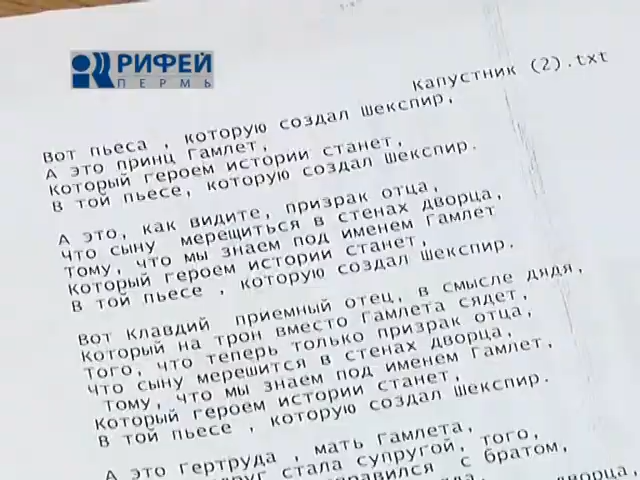 РИФЕЙ
ПЕРМЬ
капустник (2).txt
Вот пьеса , которую создал Шекспир,
А это принц Гамлет,
Который героем истории станет,
В той пьесе, которую создал Шекспир.
А это, как видите, призрак отца,
Что сыну мерещиться в стенах дворца,
Тому, что мы знаем под именем Гамлет
Который героем истории станет,
В той пьесе , которую создал Шекспир.
Вот Клавдий приемный отец, в смысле дядя,
Который на трон вместо Гамлета сядет,
Того, что теперь только призрак отца,
Что сыну мерешится в стенах дворца,
Тому, что мы знаем под именем Гамлет,
Который героем истории станет,
В той пьесе , которую создал Шекспир.
А это Гертруда , мать Гамлета,
стала супругой, того,
с братом,
дворца,